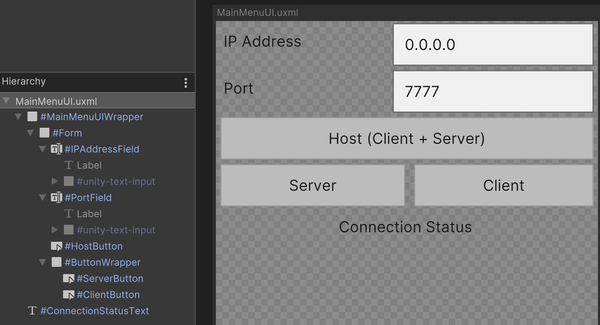 Hierarchy
MainMenuUI.uxml
#MainMenuUIWrapper
#Form
#IPAddressField
Label
#unity-text-input
#PortField
Label
#unity-text-input
#HostButton
#ButtonWrapper
#ServerButton
#ClientButton
#ConnectionStatusText
MainMenuUI.uxml
IP Address 0.0.0.0
Port 7777
Host (Client + Server)
Server Client
Connection Status